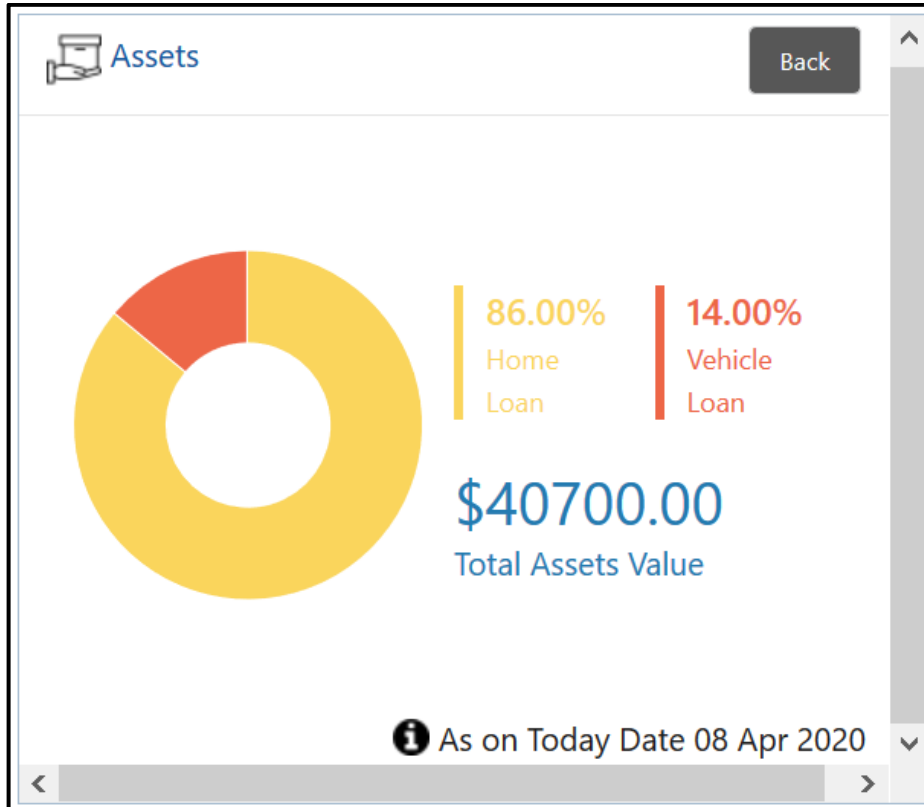 Assets
Back
86.00%
Home
Loan
14.00%
Vehicle
Loan
$40700.00
Total Assets Value
As on Today Date 08 Apr 2020